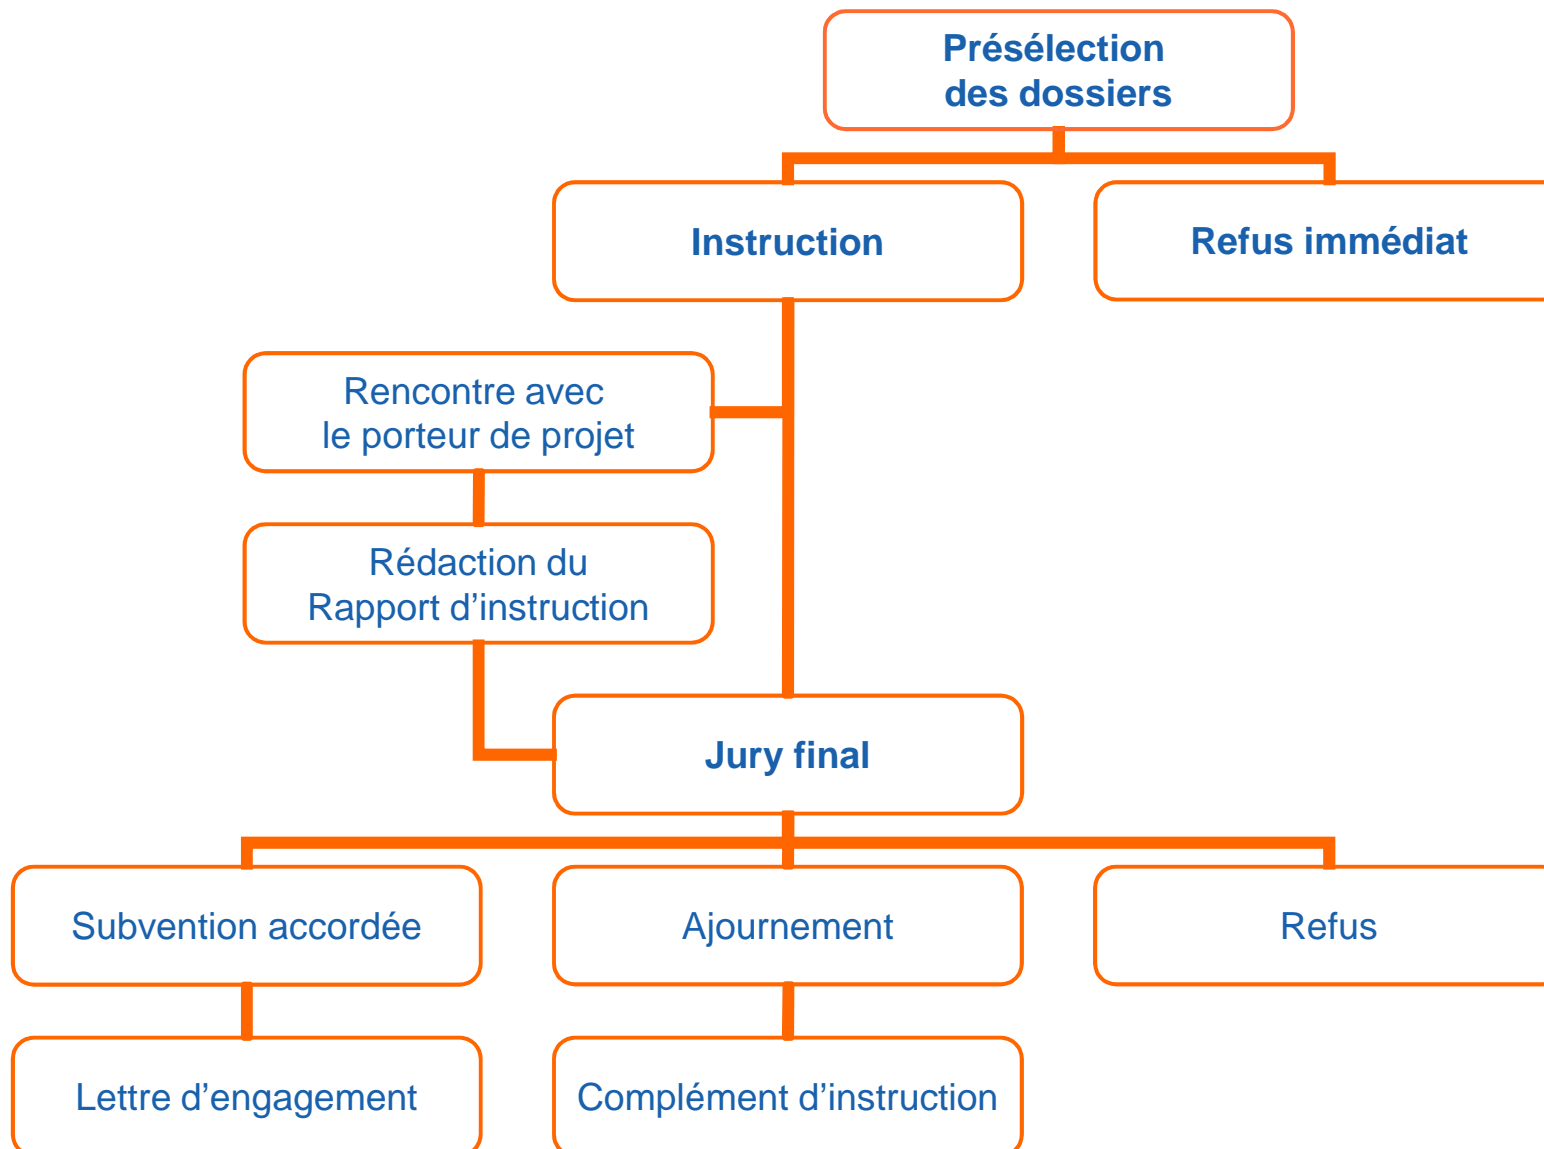 Présélection
des dossiers
Instruction
Refus immédiat
Rencontre avec
le porteur de projet
Rédaction du
Rapport d’instruction
Jury final
Subvention accordée
Ajournement
Refus
Lettre d’engagement
Complément d’instruction